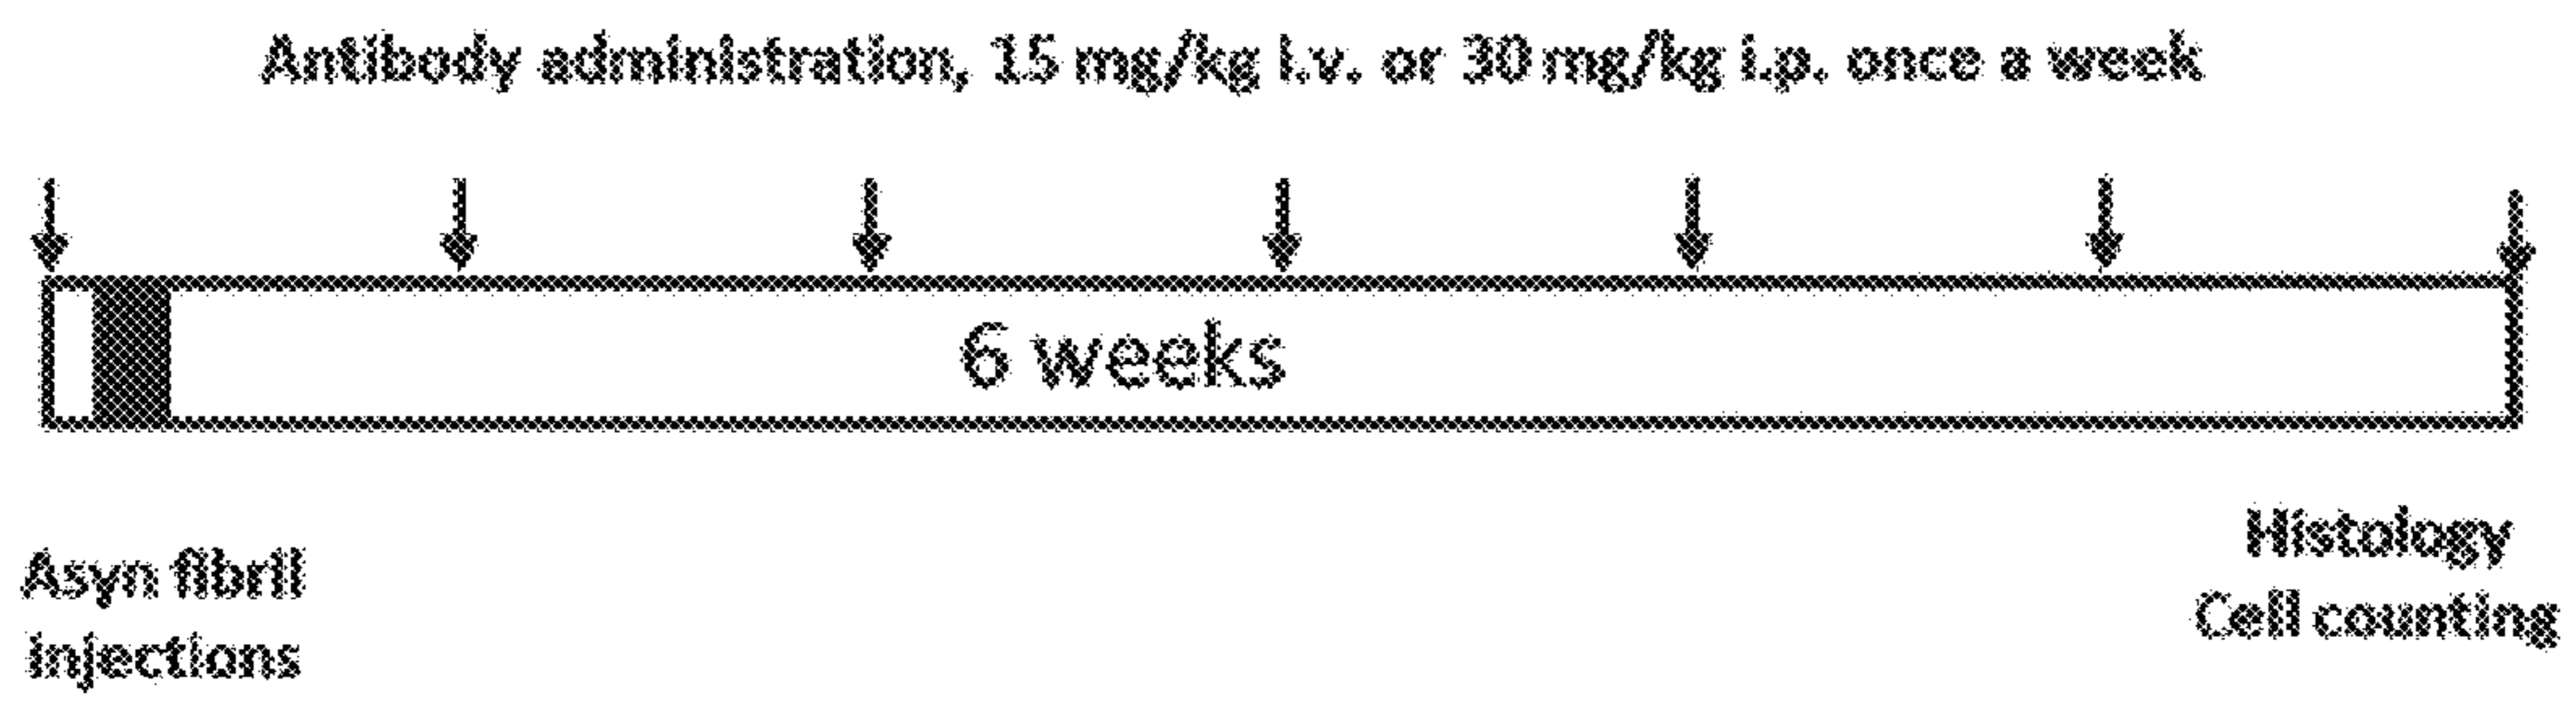 Antibody administration, 15 mg/kg i.v. or 30 mg/kg i.p. once a week
6 weeks
Asyn fibril
injections
Histology
Cell counting